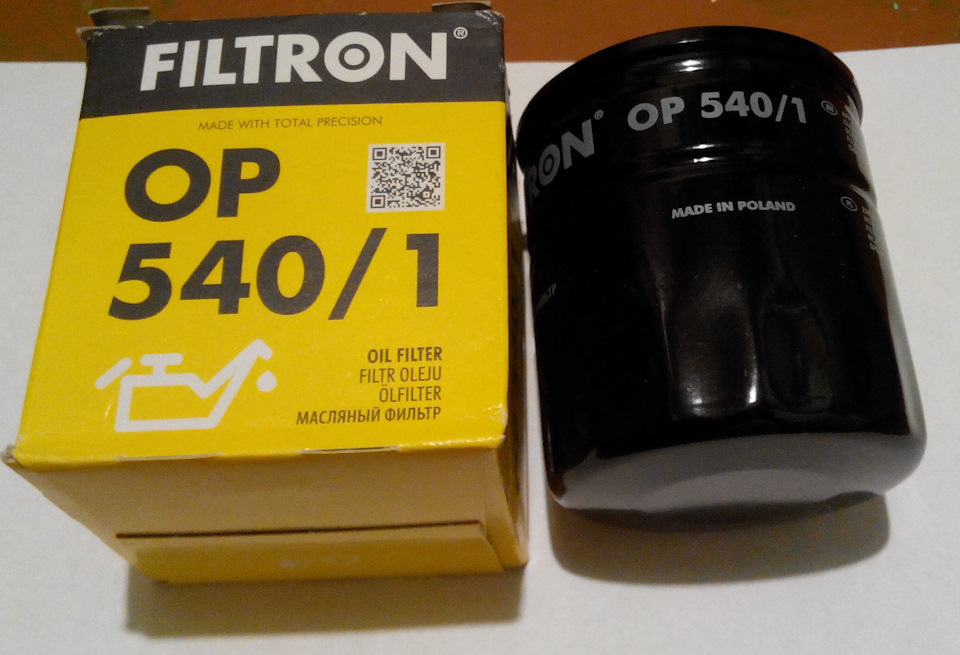 FILTRON®
MADE WITH TOTAL PRECISION
OP
540/1
OIL FILTER
FILTR OLEJU
ÖLFILTER
МАСЛЯНЫЙ ФИЛЬТР
RON®
OP 540/1
MADE IN POLAND